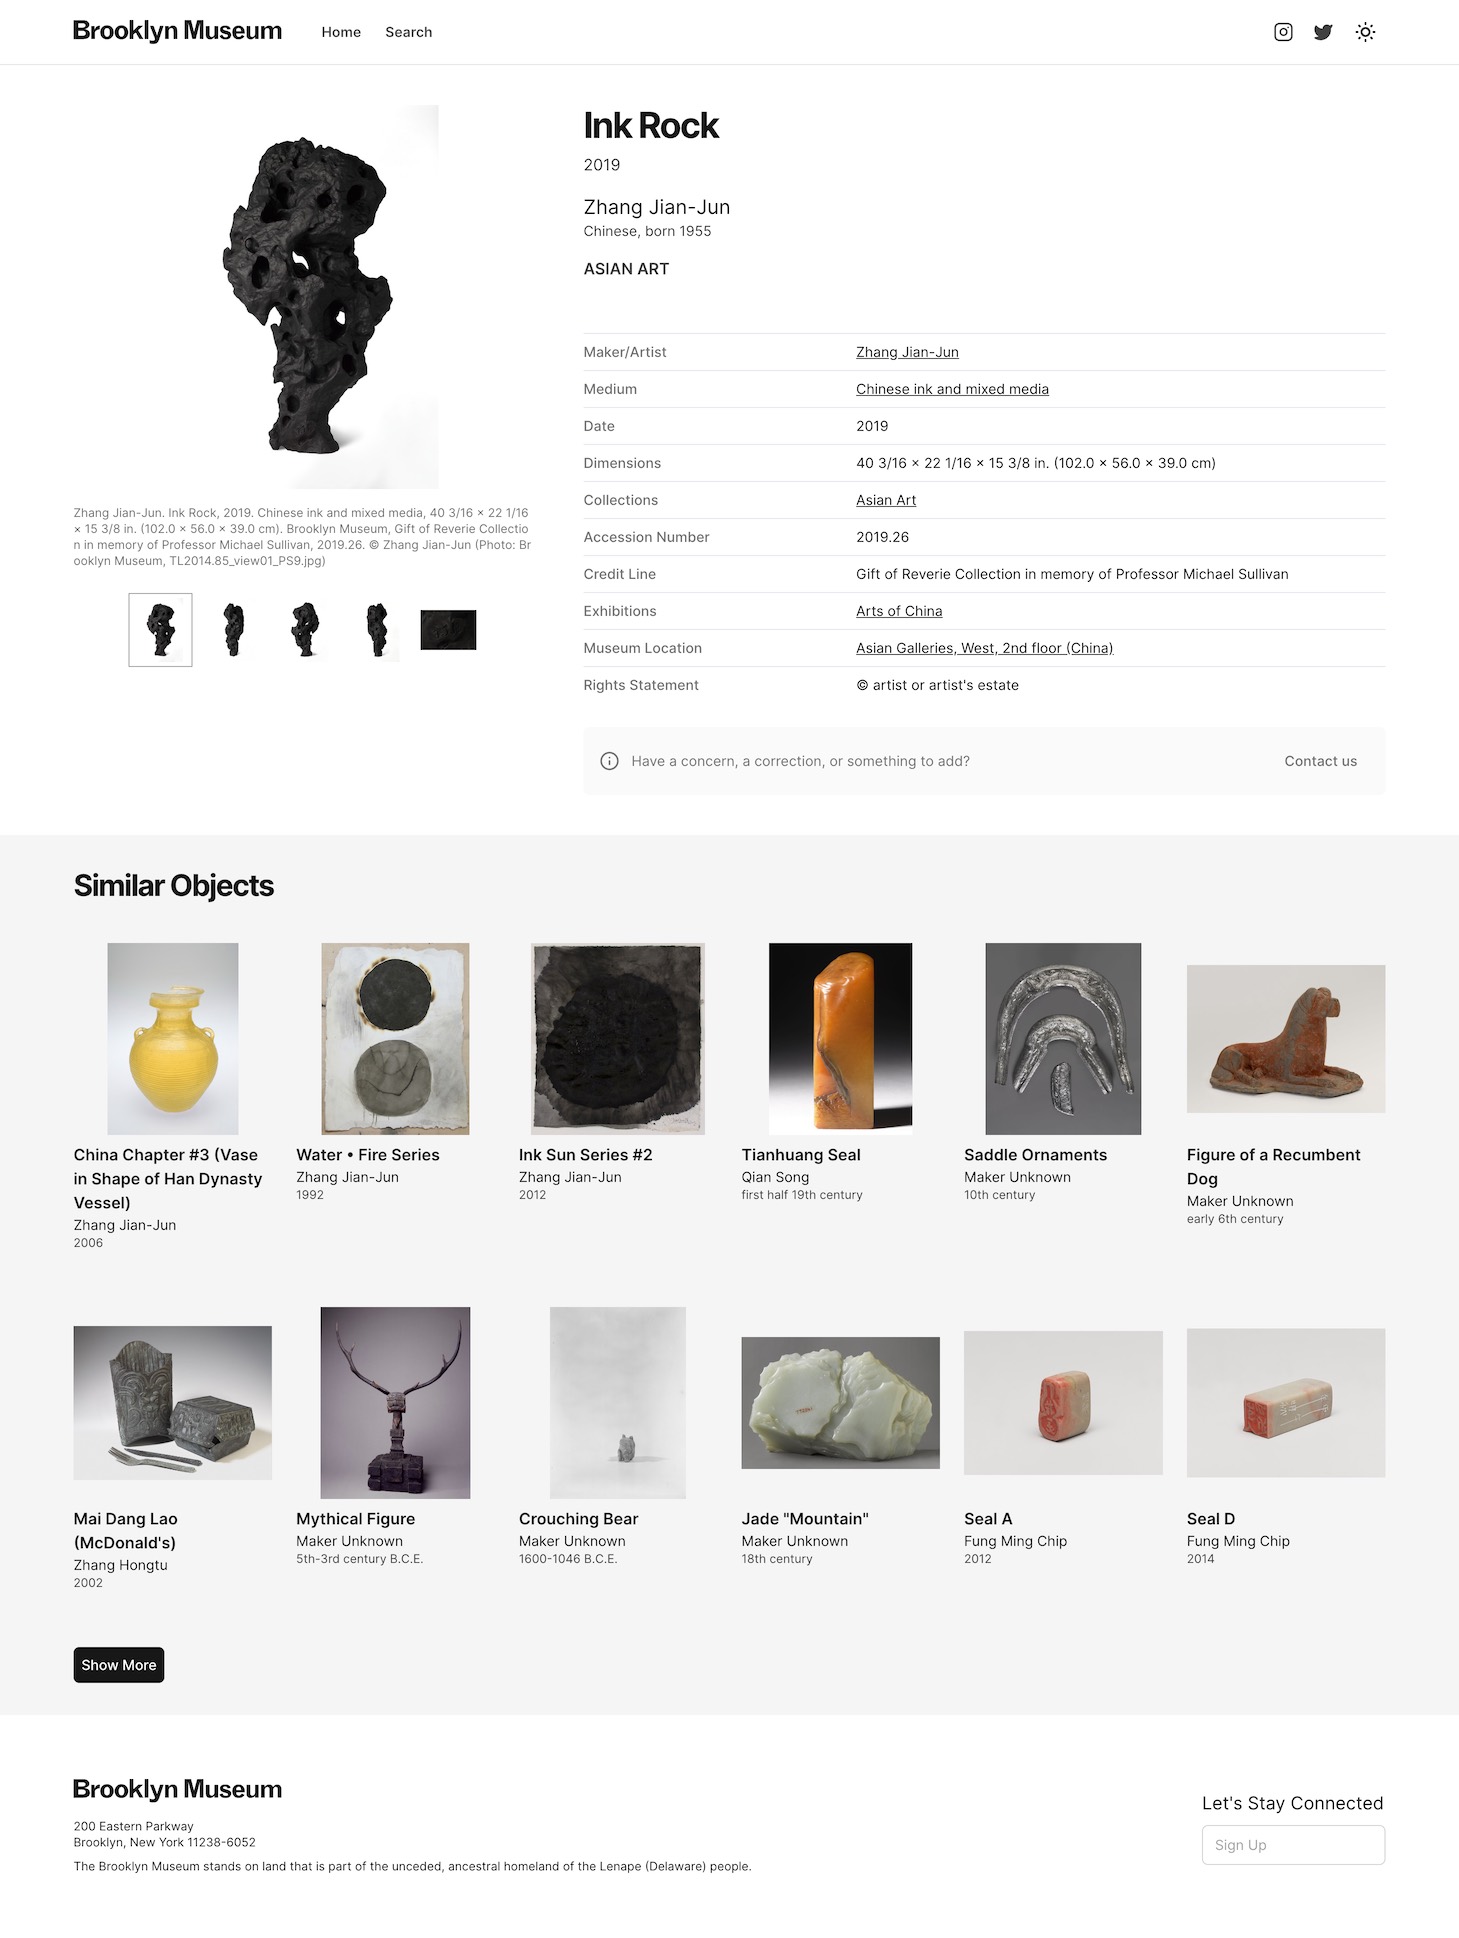 Brooklyn Museum
Home
Search
Ink Rock
2019
Zhang Jian-Jun
Chinese, born 1955
ASIAN ART
Zhang Jian-Jun. Ink Rock, 2019. Chinese ink and mixed media, 40 3/16 × 22 1/16
× 15 3/8 in. (102.0 × 56.0 × 39.0 cm). Brooklyn Museum, Gift of Reverie Collectio
n in memory of Professor Michael Sullivan, 2019.26. © Zhang Jian-Jun (Photo: Br
ooklyn Museum, TL2014.85_view01_PS9.jpg)
Maker/Artist Zhang Jian-Jun
Medium Chinese ink and mixed media
Date 2019
Dimensions 40 3/16 × 22 1/16 × 15 3/8 in. (102.0 × 56.0 × 39.0 cm)
Collections Asian Art
Accession Number 2019.26
Credit Line Gift of Reverie Collection in memory of Professor Michael Sullivan
Exhibitions Arts of China
Museum Location Asian Galleries, West, 2nd floor (China)
Rights Statement © artist or artist's estate
Have a concern, a correction, or something to add?
Contact us
Similar Objects
China Chapter #3 (Vase
in Shape of Han Dynasty
Vessel)
Zhang Jian-Jun
2006
Water • Fire Series
Zhang Jian-Jun
1992
Ink Sun Series #2
Zhang Jian-Jun
2012
Tianhuang Seal
Qian Song
first half 19th century
Saddle Ornaments
Maker Unknown
10th century
Figure of a Recumbent
Dog
Maker Unknown
early 6th century
Mai Dang Lao
(McDonald's)
Zhang Hongtu
2002
Mythical Figure
Maker Unknown
5th-3rd century B.C.E.
Crouching Bear
Maker Unknown
1600-1046 B.C.E.
Jade "Mountain"
Maker Unknown
18th century
Seal A
Fung Ming Chip
2012
Seal D
Fung Ming Chip
2014
Show More
Brooklyn Museum
200 Eastern Parkway
Brooklyn, New York 11238-6052
The Brooklyn Museum stands on land that is part of the unceded, ancestral homeland of the Lenape (Delaware) people.
Let's Stay Connected
Sign Up